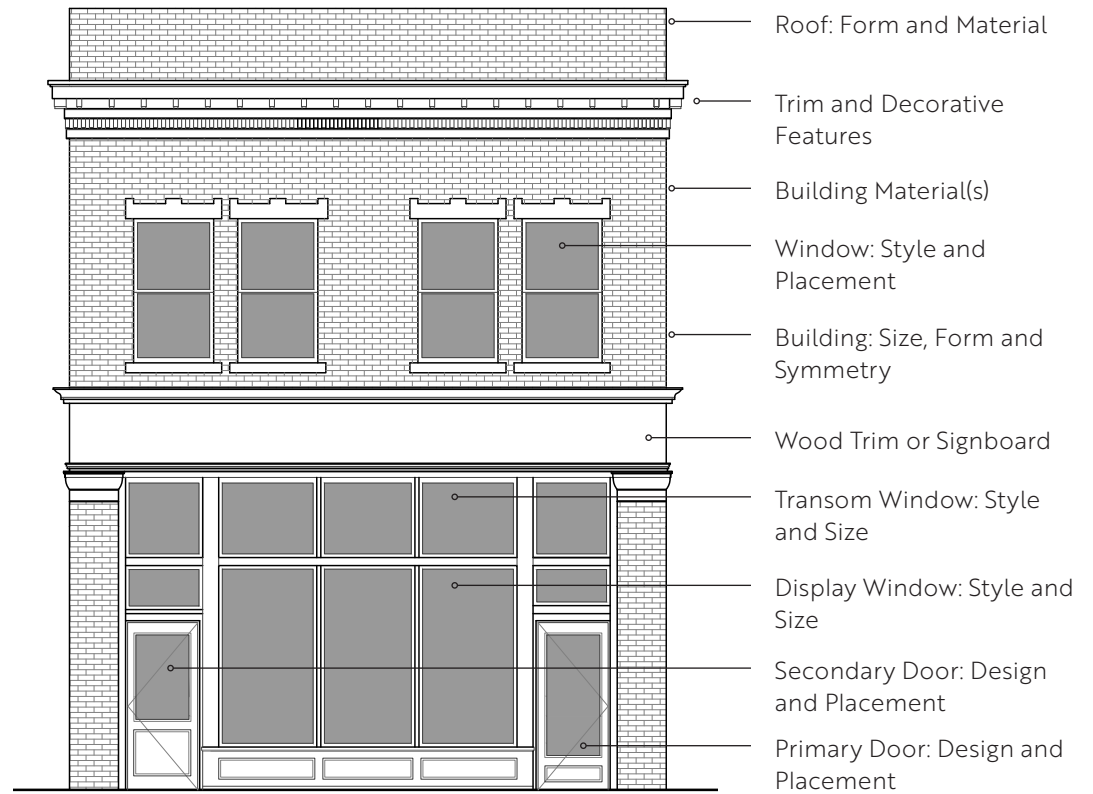 Roof: Form and Material
Trim and Decorative
Features
Building Material(s)
Window: Style and
Placement
Building: Size, Form and
Symmetry
Wood Trim or Signboard
Transom Window: Style
and Size
Display Window: Style and
Size
Secondary Door: Design
and Placement
Primary Door: Design and
Placement